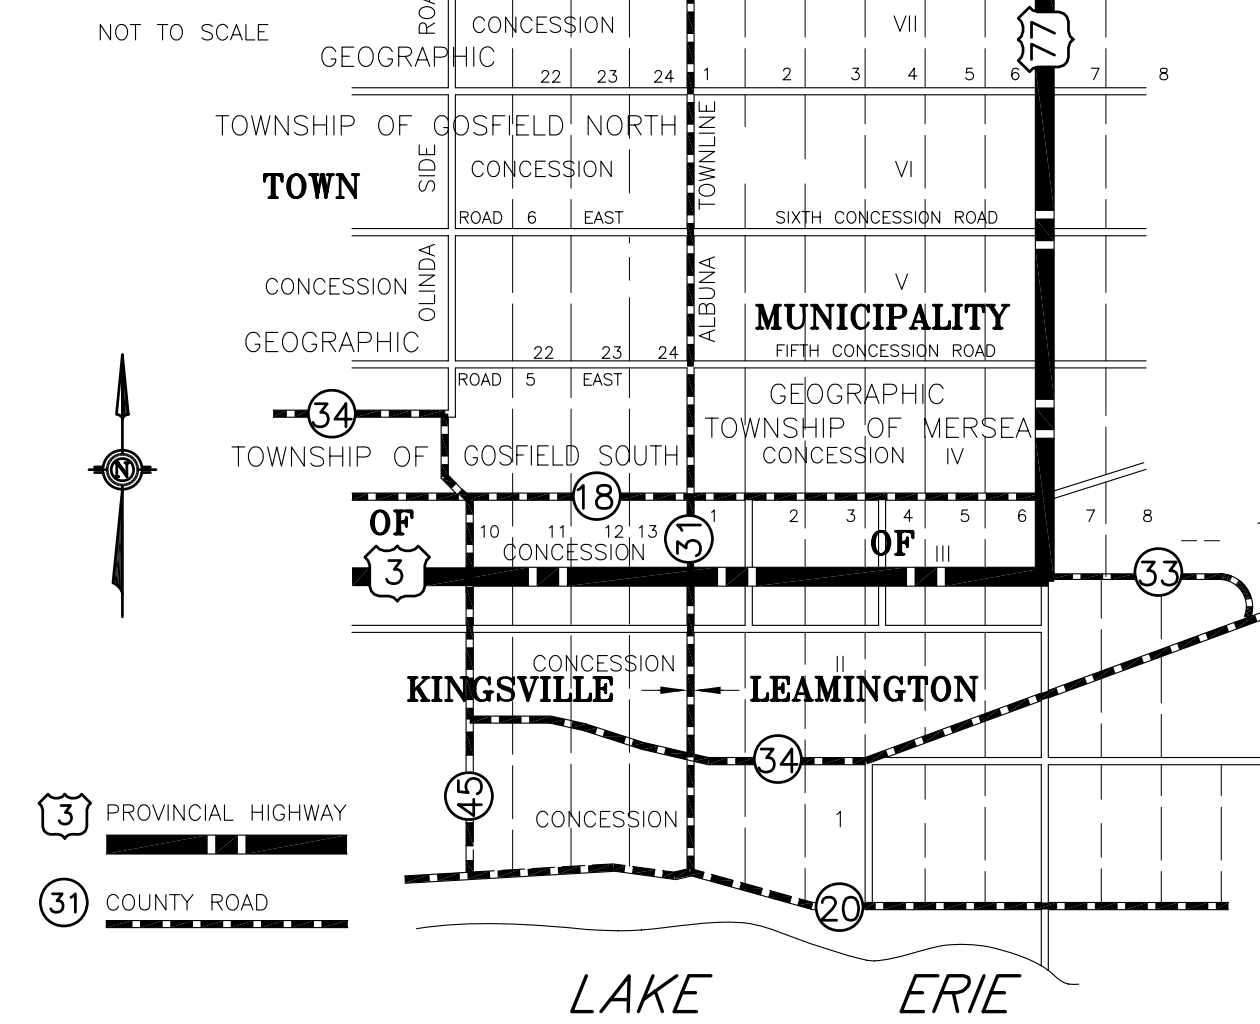 NOT TO SCALE
CONCESSION
VII
77
GEOGRAPHIC
22 23 24 1 2 3 4 5 6 7 8
TOWNSHIP OF GOSFIELD NORTH
SIDE
TOWNLINE
CONCESSION
VI
TOWN
ROAD 6 EAST
SIXTH CONCESSION ROAD
CONCESSION
OLINDA
ALBUNA
V
MUNICIPALITY
GEOGRAPHIC
22 23 24
FIFTH CONCESSION ROAD
ROAD 5 EAST
GEOGRAPHIC
34
TOWNSHIP OF MERSEA
TOWNSHIP OF GOSFIELD SOUTH
CONCESSION IV
N
18
OF
10 11 12 13 1 2 3 4 5 6 7 8
31
CONCESSION
OF
III
3
33
CONCESSION
II
KINGSVILLE
LEAMINGTON
34
45
3 PROVINCIAL HIGHWAY
CONCESSION
1
31 COUNTY ROAD
20
LAKE ERIE